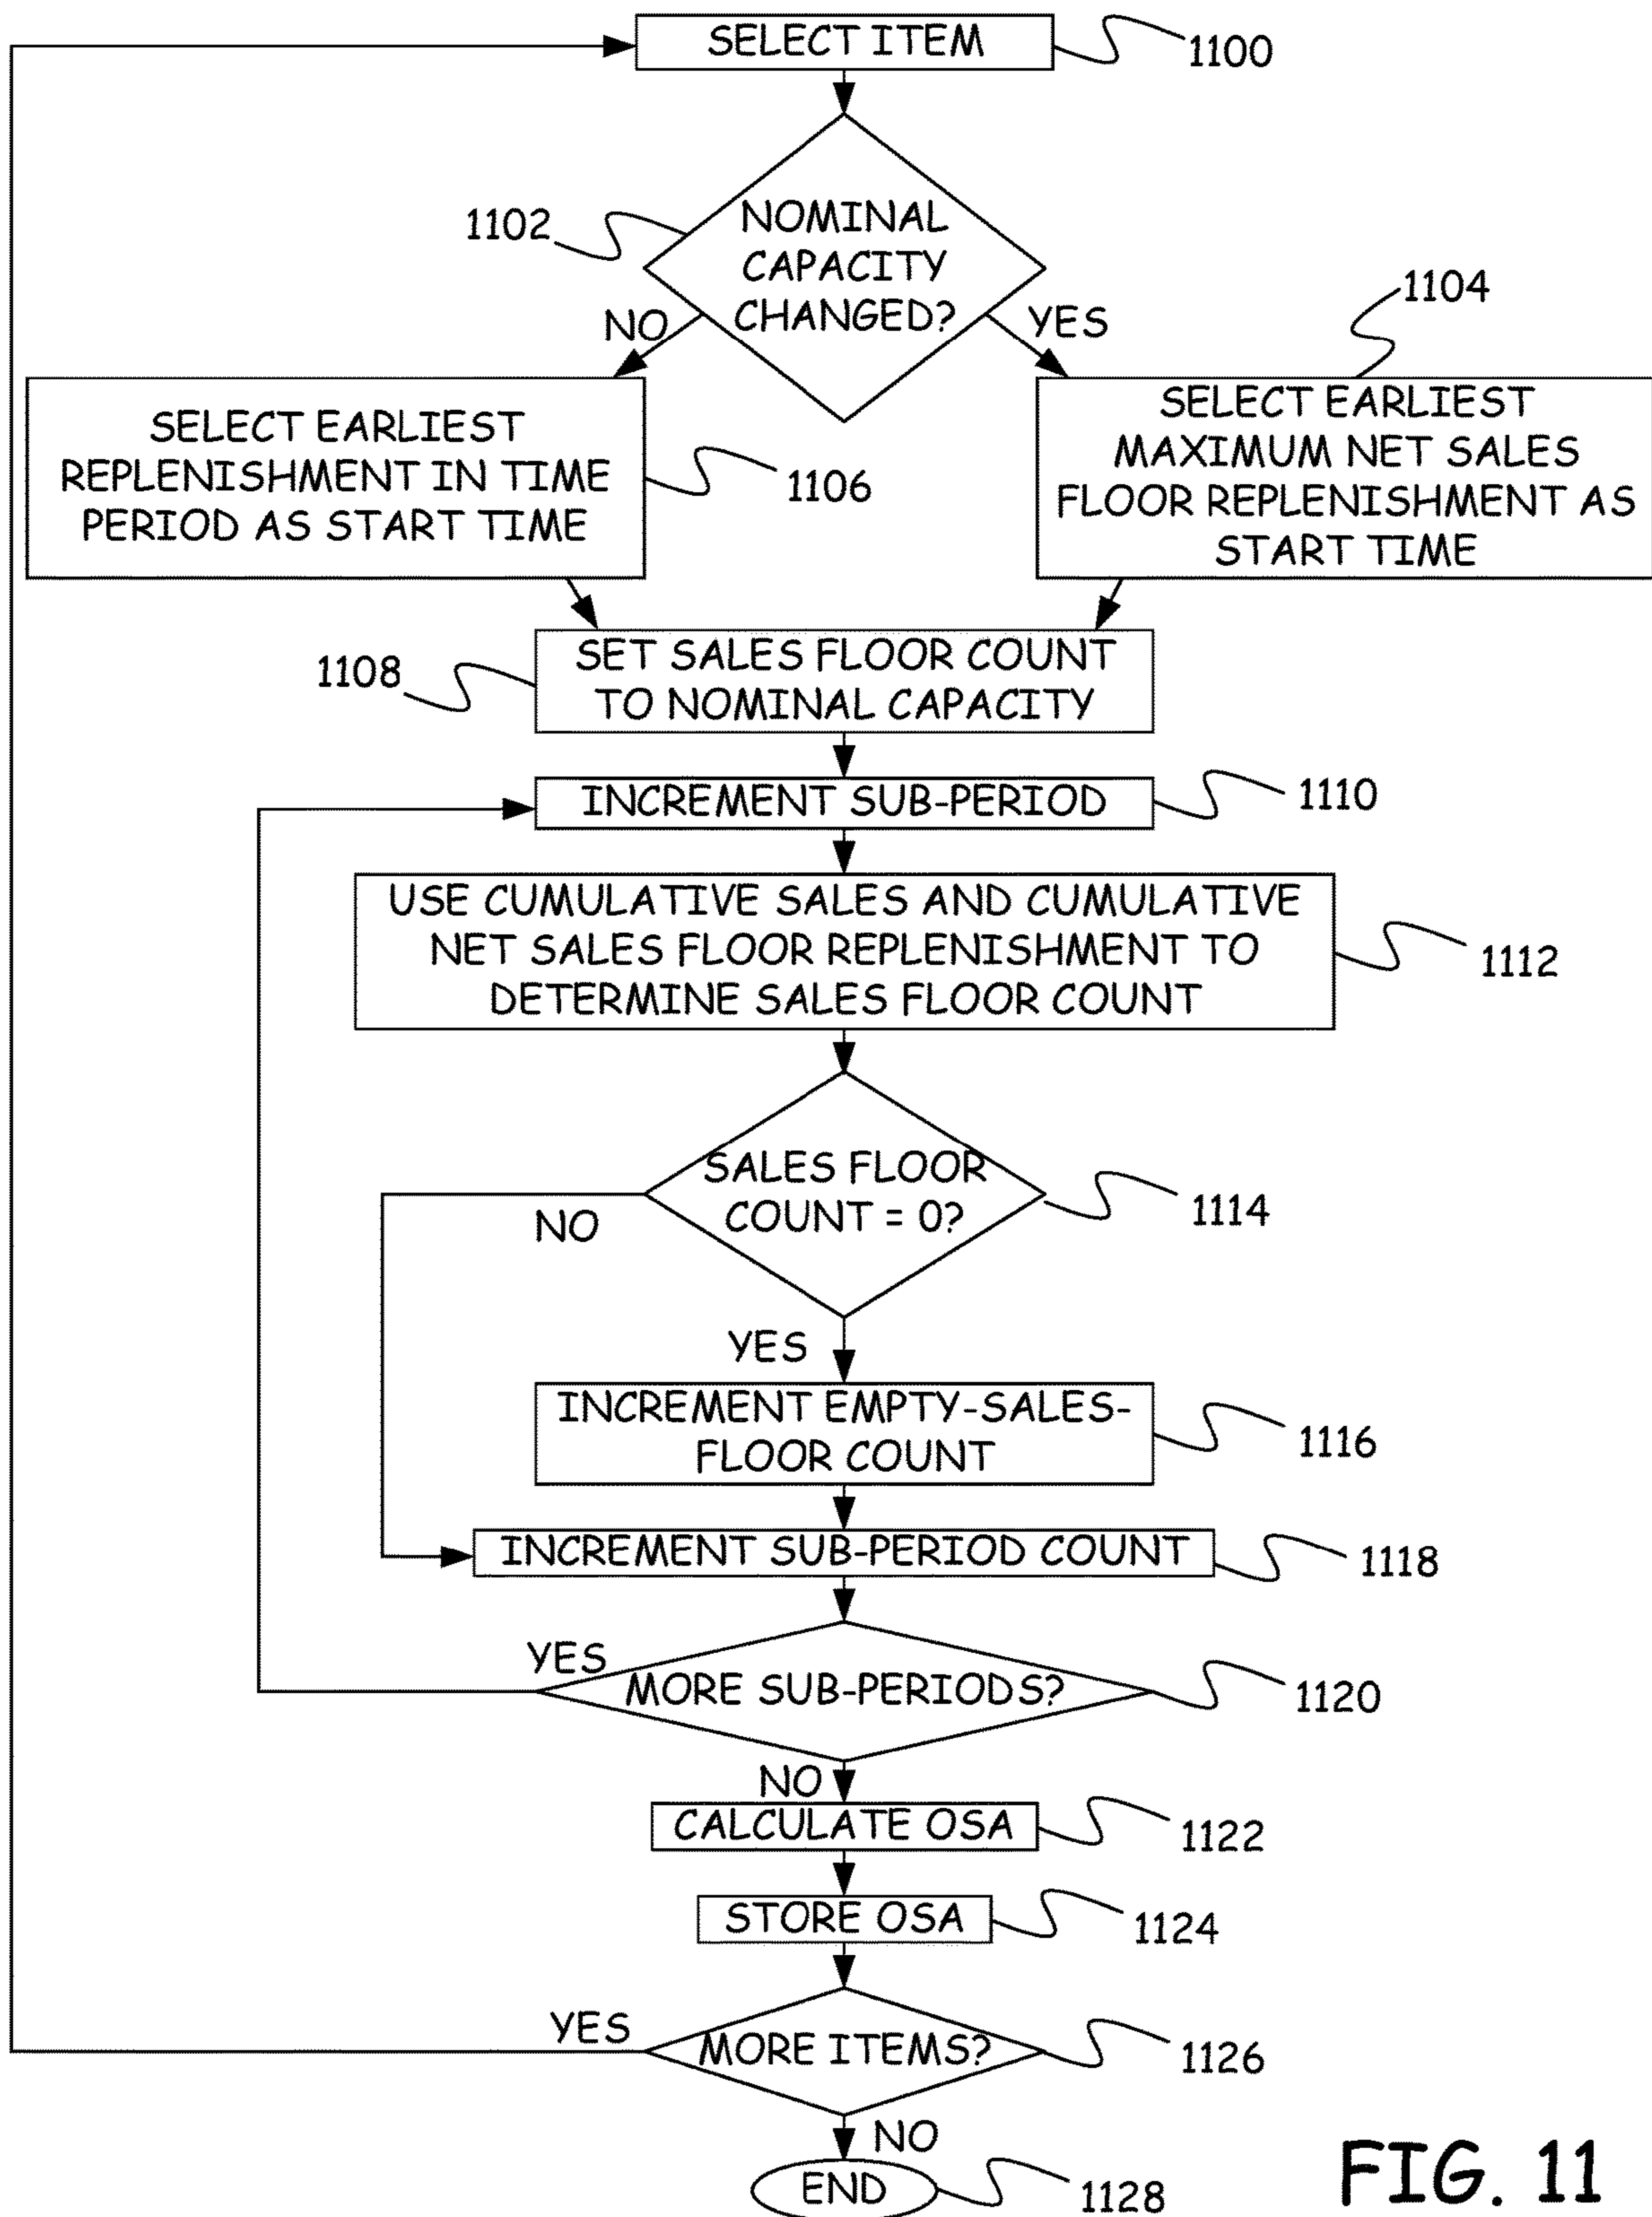 SELECT ITEM
1100
NOMINAL
CAPACITY
CHANGED?
1102
NO
YES
1104
SELECT EARLIEST
REPLENISHMENT IN TIME
PERIOD AS START TIME
1106
SELECT EARLIEST
MAXIMUM NET SALES
FLOOR REPLENISHMENT AS
START TIME
SET SALES FLOOR COUNT
TO NOMINAL CAPACITY
1108
INCREMENT SUB-PERIOD
1110
USE CUMULATIVE SALES AND CUMULATIVE
NET SALES FLOOR REPLENISHMENT TO
DETERMINE SALES FLOOR COUNT
1112
SALES FLOOR
COUNT = 0?
1114
NO
YES
INCREMENT EMPTY-SALES-
FLOOR COUNT
1116
INCREMENT SUB-PERIOD COUNT
1118
YES
MORE SUB-PERIODS?
1120
NO
CALCULATE OSA
1122
STORE OSA
1124
YES
MORE ITEMS?
1126
NO
END
1128
FIG. 11